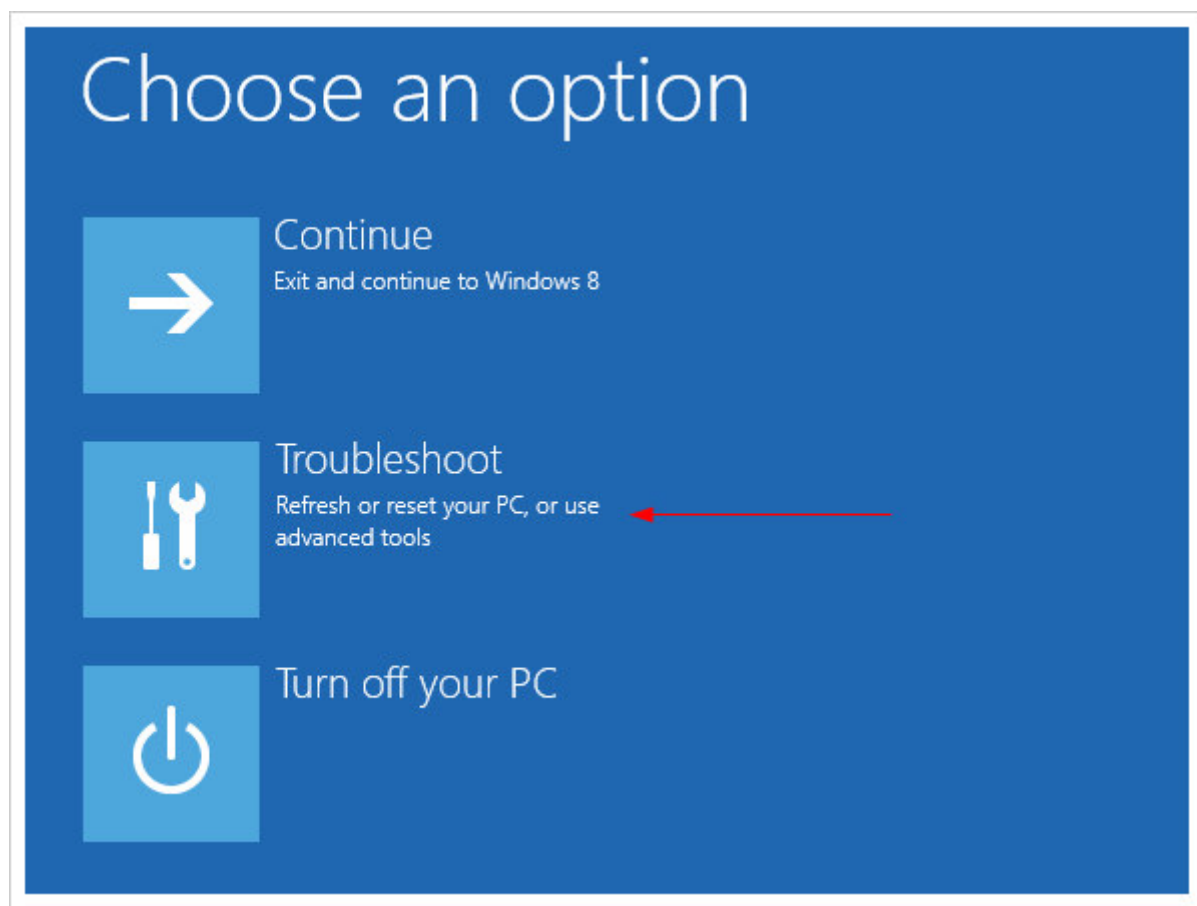 Choose an option
Continue
Exit and continue to Windows 8
Troubleshoot
Refresh or reset your PC, or use
advanced tools
Turn off your PC